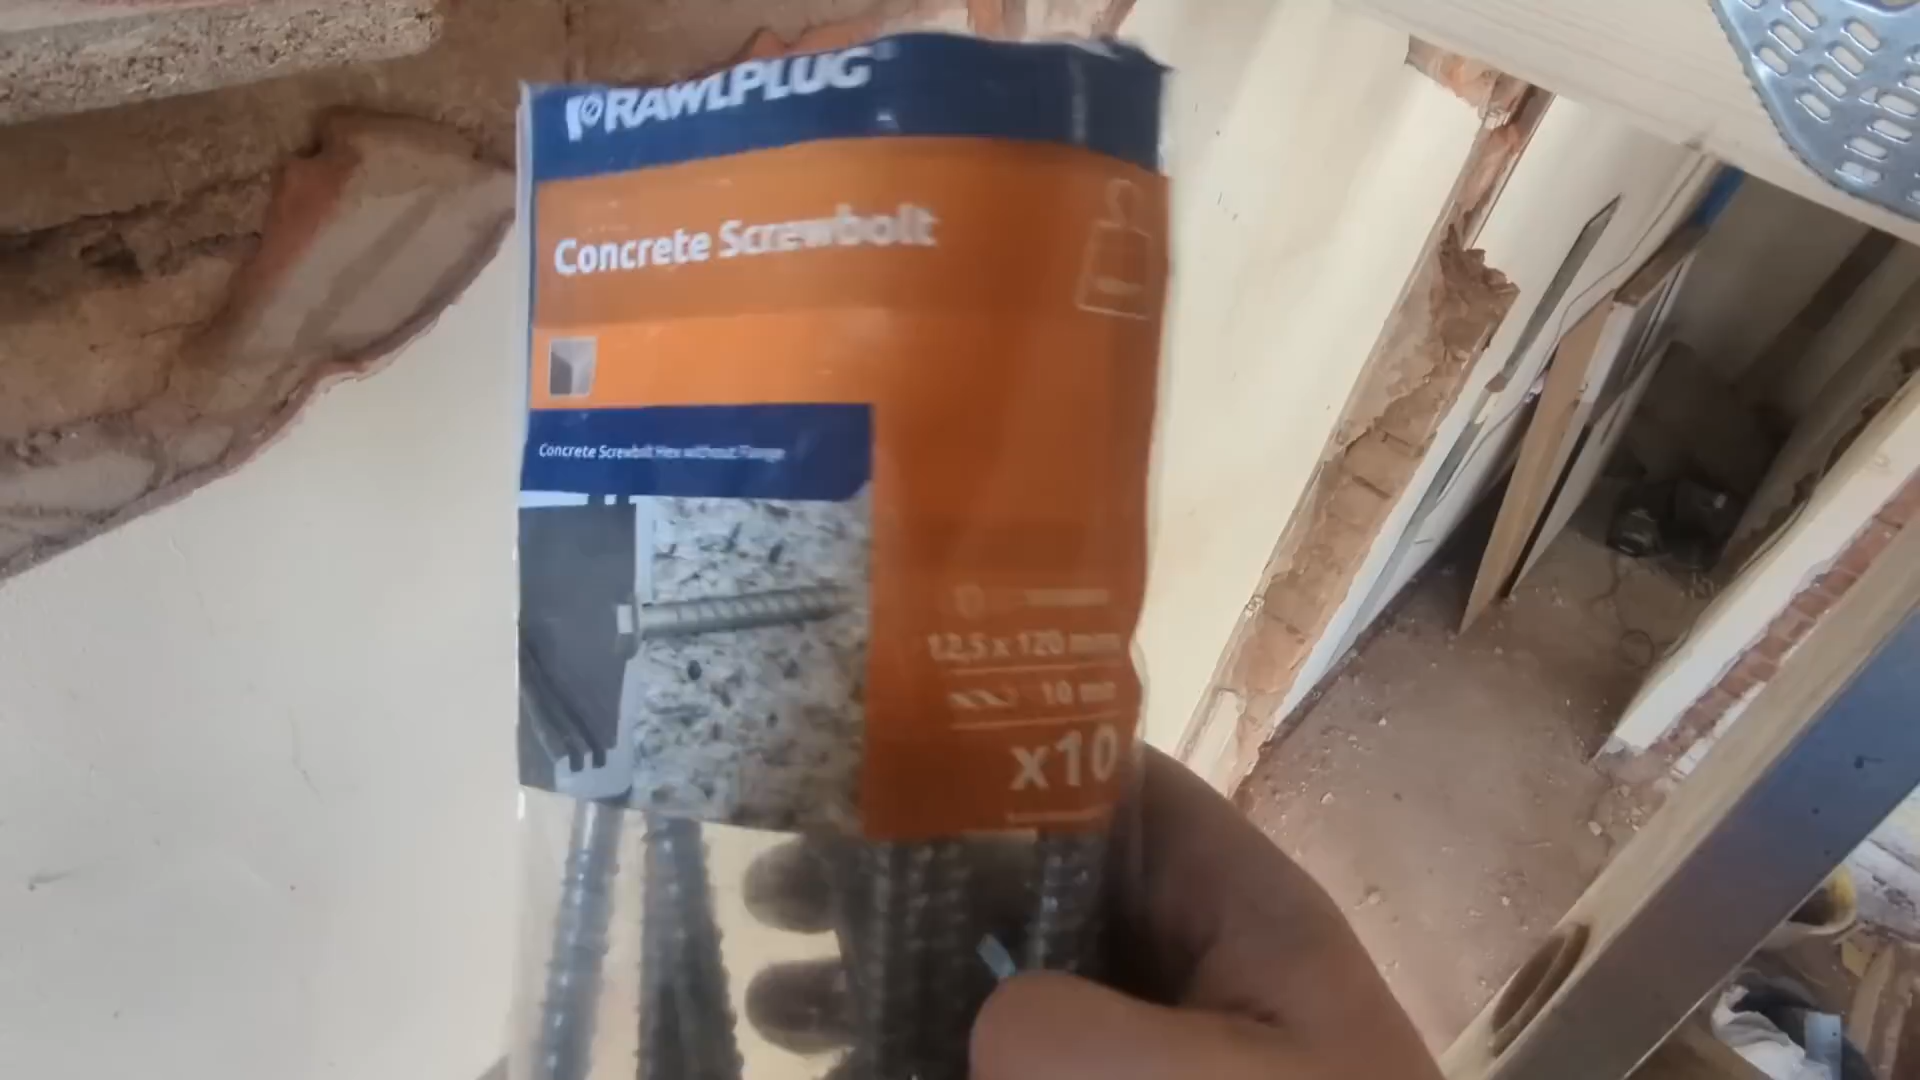 RAWLPLUG
Concrete Screwbolt
Concrete Screwbolt Hex without Flange
12,5 x 120 mm
10 mm
x10